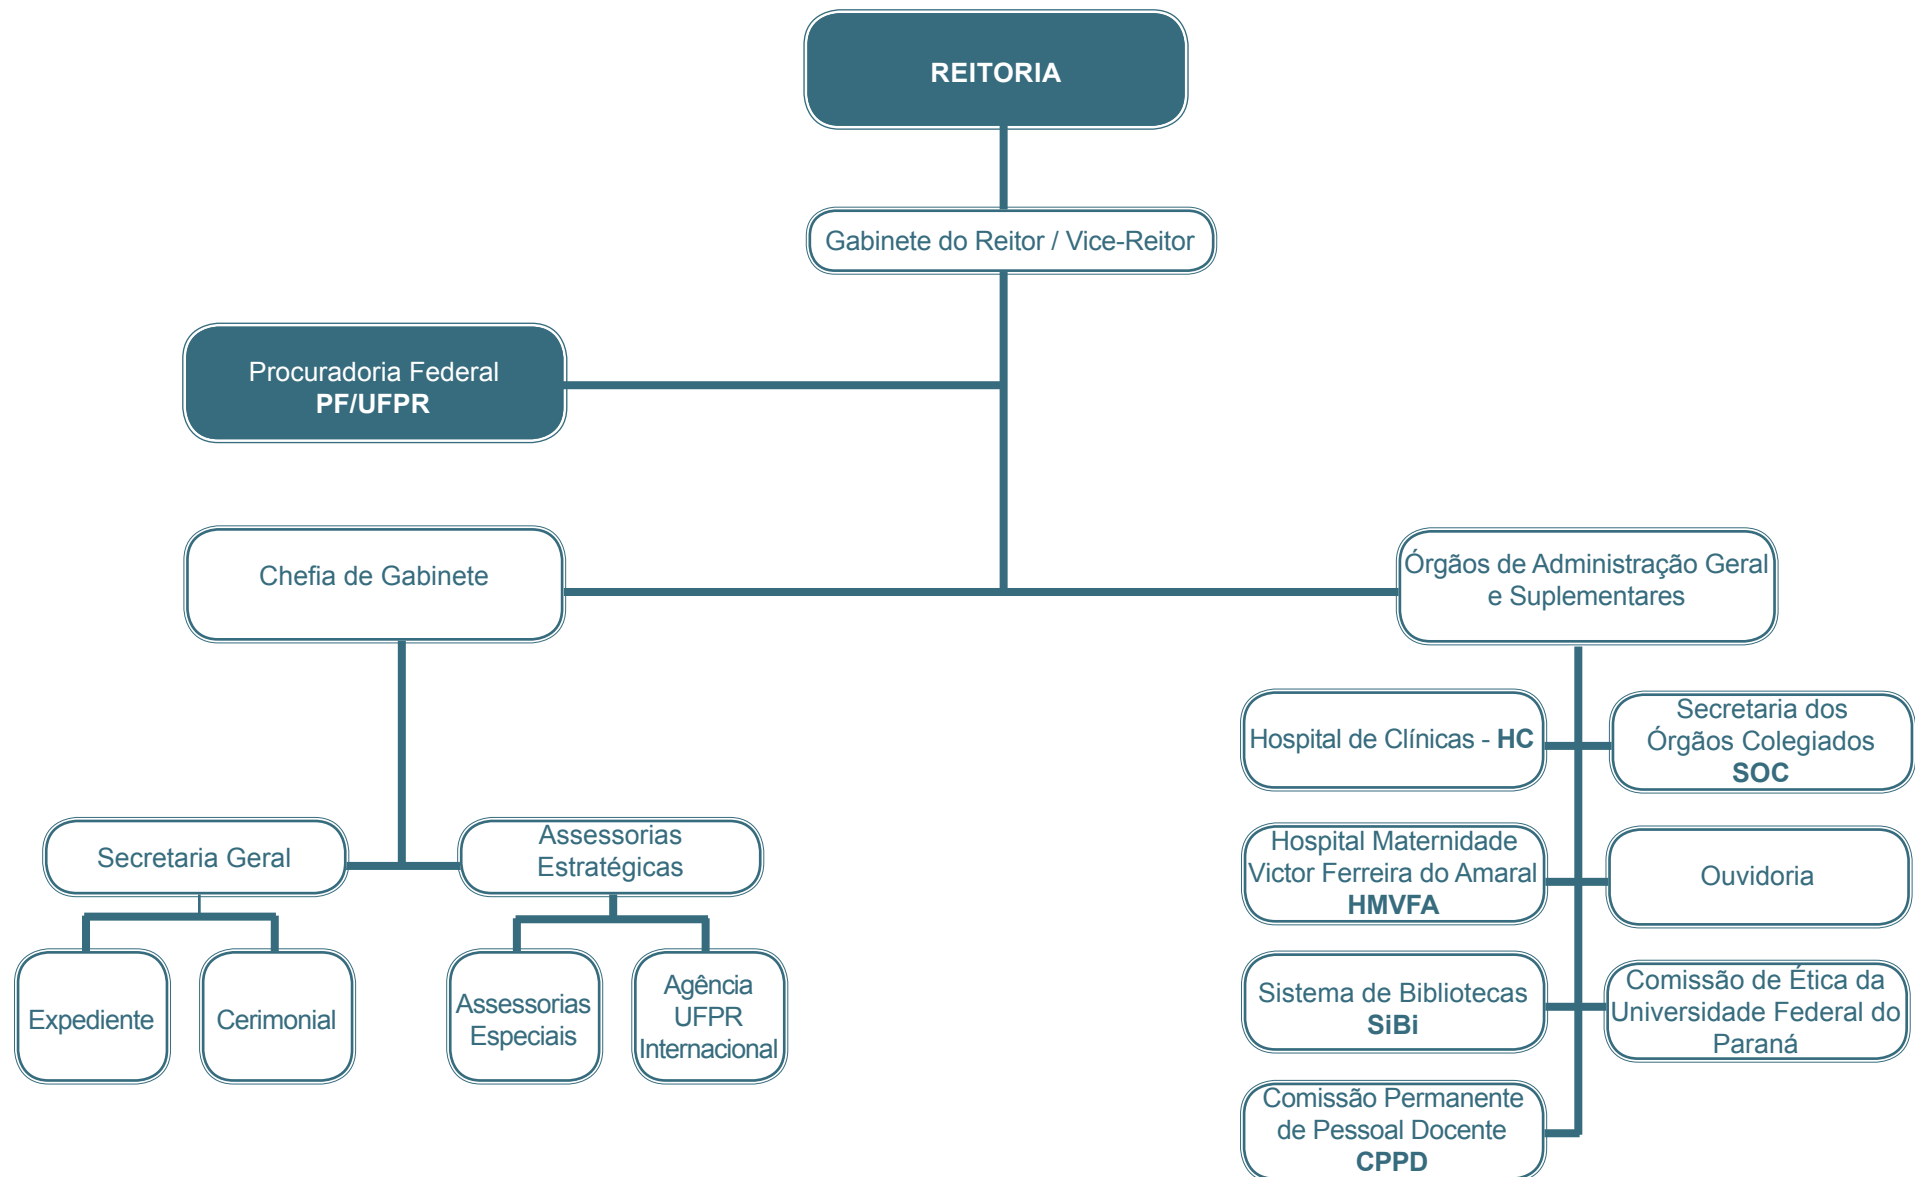 REITORIA
Gabinete do Reitor / Vice-Reitor
Procuradoria Federal
PF/UFPR
Chefia de Gabinete
Órgãos de Administração Geral
e Suplementares
Hospital de Clínicas - HC
Secretaria dos
Órgãos Colegiados
SOC
Secretaria Geral
Assessorias
Estratégicas
Hospital Maternidade
Victor Ferreira do Amaral
HMVFA
Ouvidoria
Expediente
Cerimonial
Assessorias
Especiais
Agência
UFPR
Internacional
Sistema de Bibliotecas
SiBi
Comissão de Ética da
Universidade Federal do
Paraná
Comissão Permanente
de Pessoal Docente
CPPD